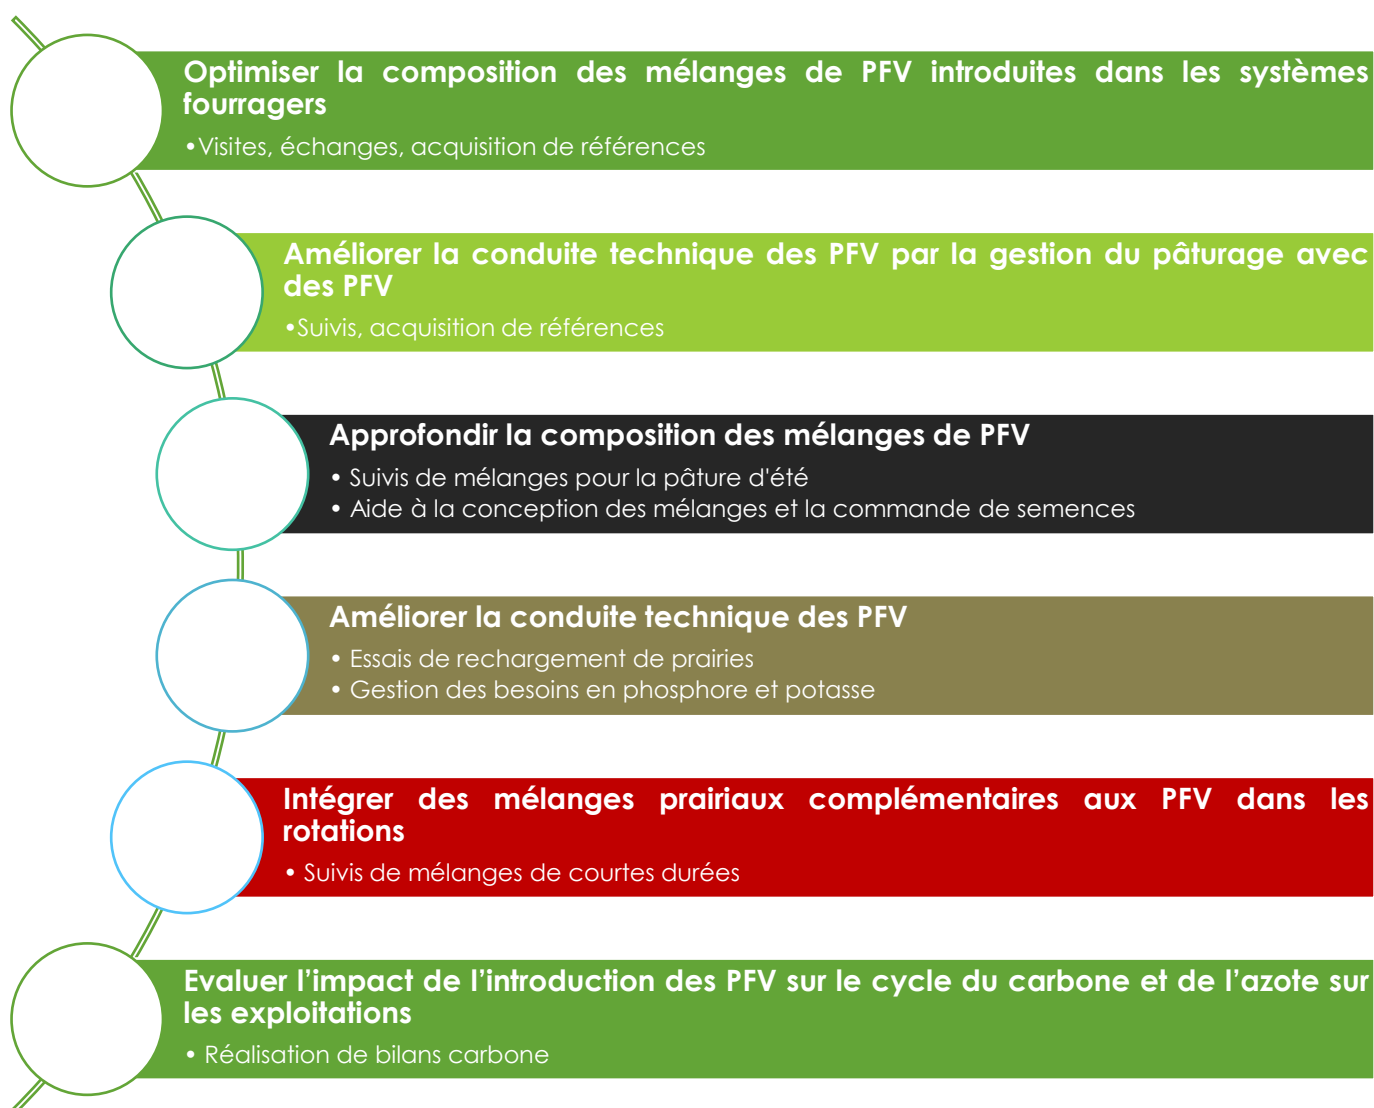 Optimiser la composition des mélanges de PFV introduites dans les systèmes
fourragers
•Visites, échanges, acquisition de références
Améliorer la conduite technique des PFV par la gestion du pâturage avec
des PFV
•Suivis, acquisition de références
Approfondir la composition des mélanges de PFV
• Suivis de mélanges pour la pâture d'été
• Aide à la conception des mélanges et la commande de semences
Améliorer la conduite technique des PFV
• Essais de rechargement de prairies
• Gestion des besoins en phosphore et potasse
Intégrer des mélanges prairiaux complémentaires aux PFV dans les
rotations
• Suivis de mélanges de courtes durées
Evaluer l’impact de l’introduction des PFV sur le cycle du carbone et de l’azote sur
les exploitations
• Réalisation de bilans carbone